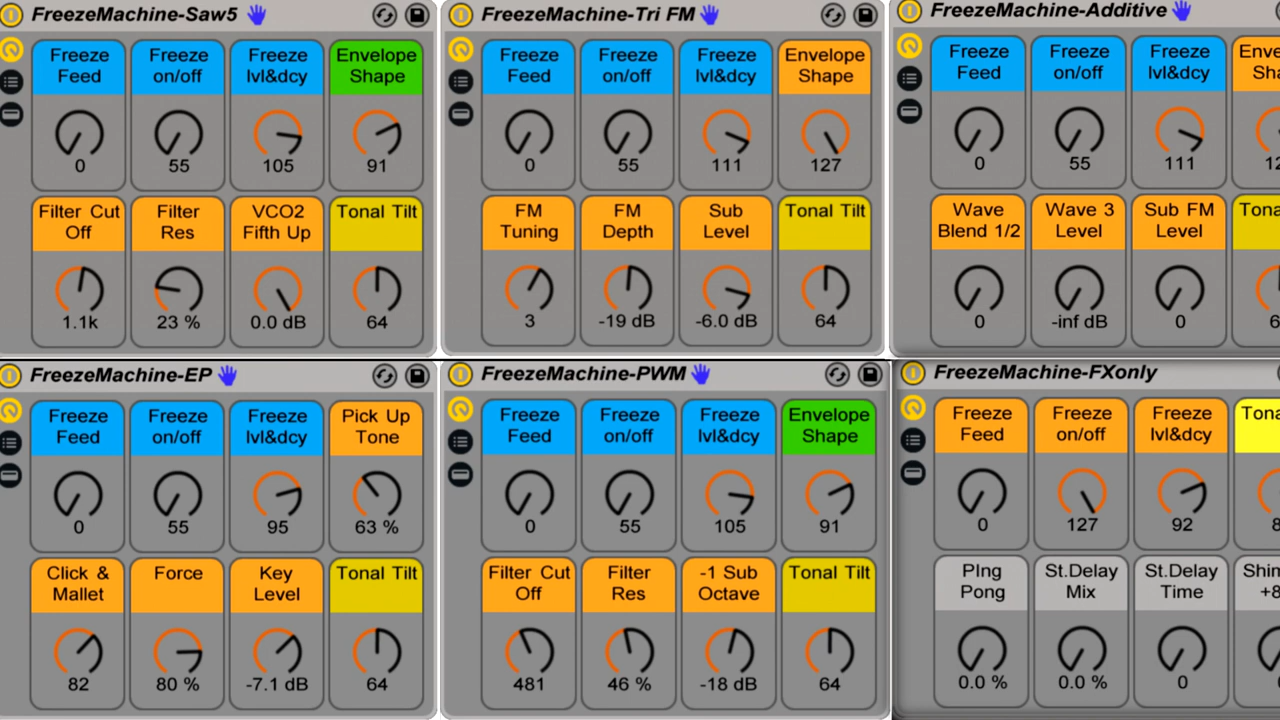 FreezeMachine-Saw5
Freeze Feed
Freeze on/off
Freeze lvl&dcy
Envelope Shape
0
55
105
91
Filter Cut Off
Filter Res
VCO2 Fifth Up
Tonal Tilt
1.1k
23 %
0.0 dB
64
FreezeMachine-Tri FM
Freeze Feed
Freeze on/off
Freeze lvl&dcy
Envelope Shape
0
55
111
127
FM Tuning
FM Depth
Sub Level
Tonal Tilt
3
-19 dB
-6.0 dB
64
FreezeMachine-Additive
Freeze Feed
Freeze on/off
Freeze lvl&dcy
0
55
111
Wave Blend 1/2
Wave 3 Level
Sub FM Level
0
-inf dB
0
FreezeMachine-EP
Freeze Feed
Freeze on/off
Freeze lvl&dcy
Pick Up Tone
0
55
95
63 %
Click & Mallet
Force
Key Level
Tonal Tilt
82
80 %
-7.1 dB
64
FreezeMachine-PWM
Freeze Feed
Freeze on/off
Freeze lvl&dcy
Envelope Shape
0
55
105
91
Filter Cut Off
Filter Res
-1 Sub Octave
Tonal Tilt
481
46 %
-18 dB
64
FreezeMachine-FXonly
Freeze Feed
Freeze on/off
Freeze lvl&dcy
0
127
92
PIng Pong
St.Delay Mix
St.Delay Time
0.0 %
0.0 %
0